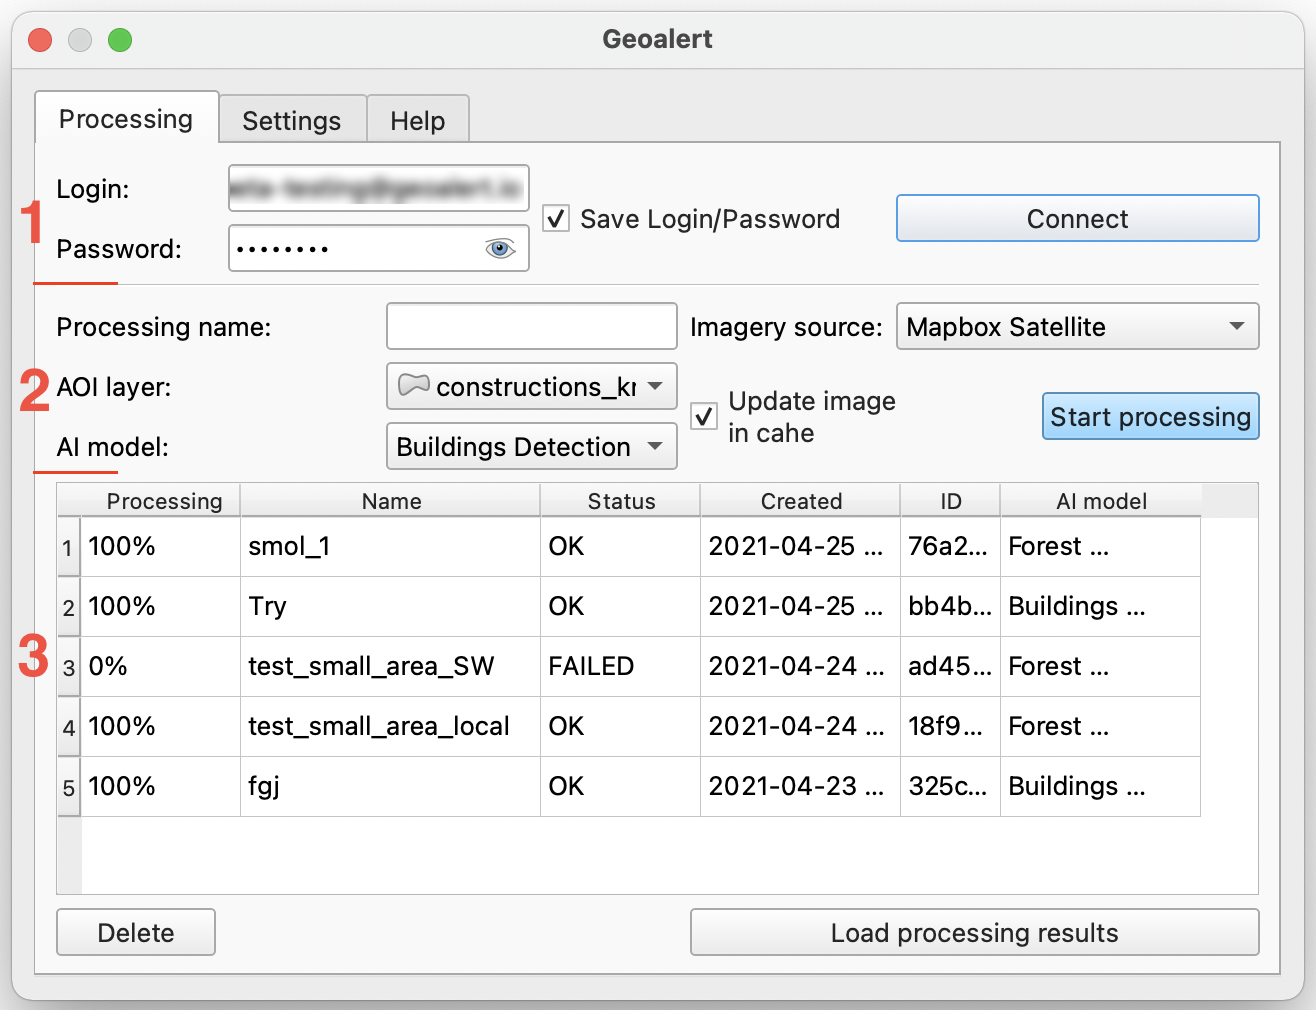 Geoalert
Processing Settings Help
Login:
1
Save Login/Password Connect
Password: ••••••••
Processing name: Imagery source: Mapbox Satellite
2 AOI layer: constructions_kr
Update image
in cahe
Start processing
AI model: Buildings Detection
Processing Name Status Created ID AI model
1 100% smol_1 OK 2021-04-25 ... 76a2... Forest ...
2 100% Try OK 2021-04-25 ... bb4b... Buildings ...
3
3 0% test_small_area_SW FAILED 2021-04-24 ... ad45... Forest ...
4 100% test_small_area_local OK 2021-04-24 ... 18f9... Forest ...
5 100% fgj OK 2021-04-23 ... 325c... Buildings ...
Delete Load processing results